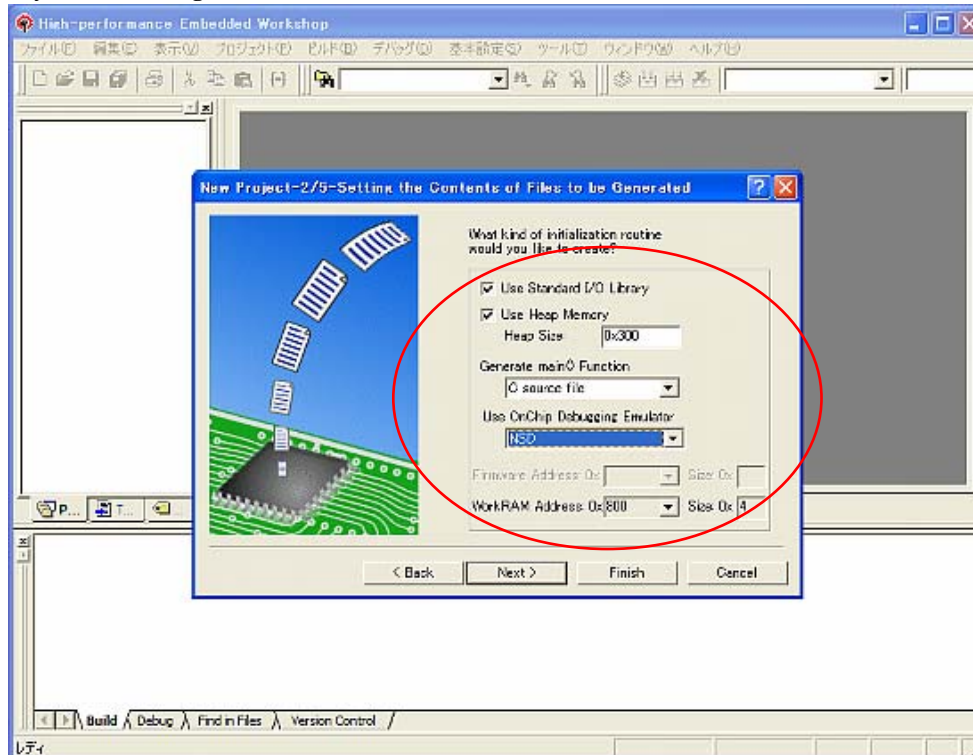 High-performance Embedded Workshop
ファイル(F) 編集(E) 表示(V) プロジェクト(P) ビルド(B) デバッグ(D) 基本設定(S) ツール(T) ウィンドウ(W) ヘルプ(H)
New Project-2/5-Setting the Contents of Files to be Generated
What kind of initialization routine
would you like to create?
Use Standard I/O Library
Use Heap Memory
Heap Size 0x300
Generate main() Function
C source file
Use OnChip Debugging Emulator
NSD
Firmware Address 0x Size 0x
WorkRAM Address 0x 800 Size 0x 4
P... T...
< Back Next > Finish Cancel
Build Debug Find in Files Version Control
レディ